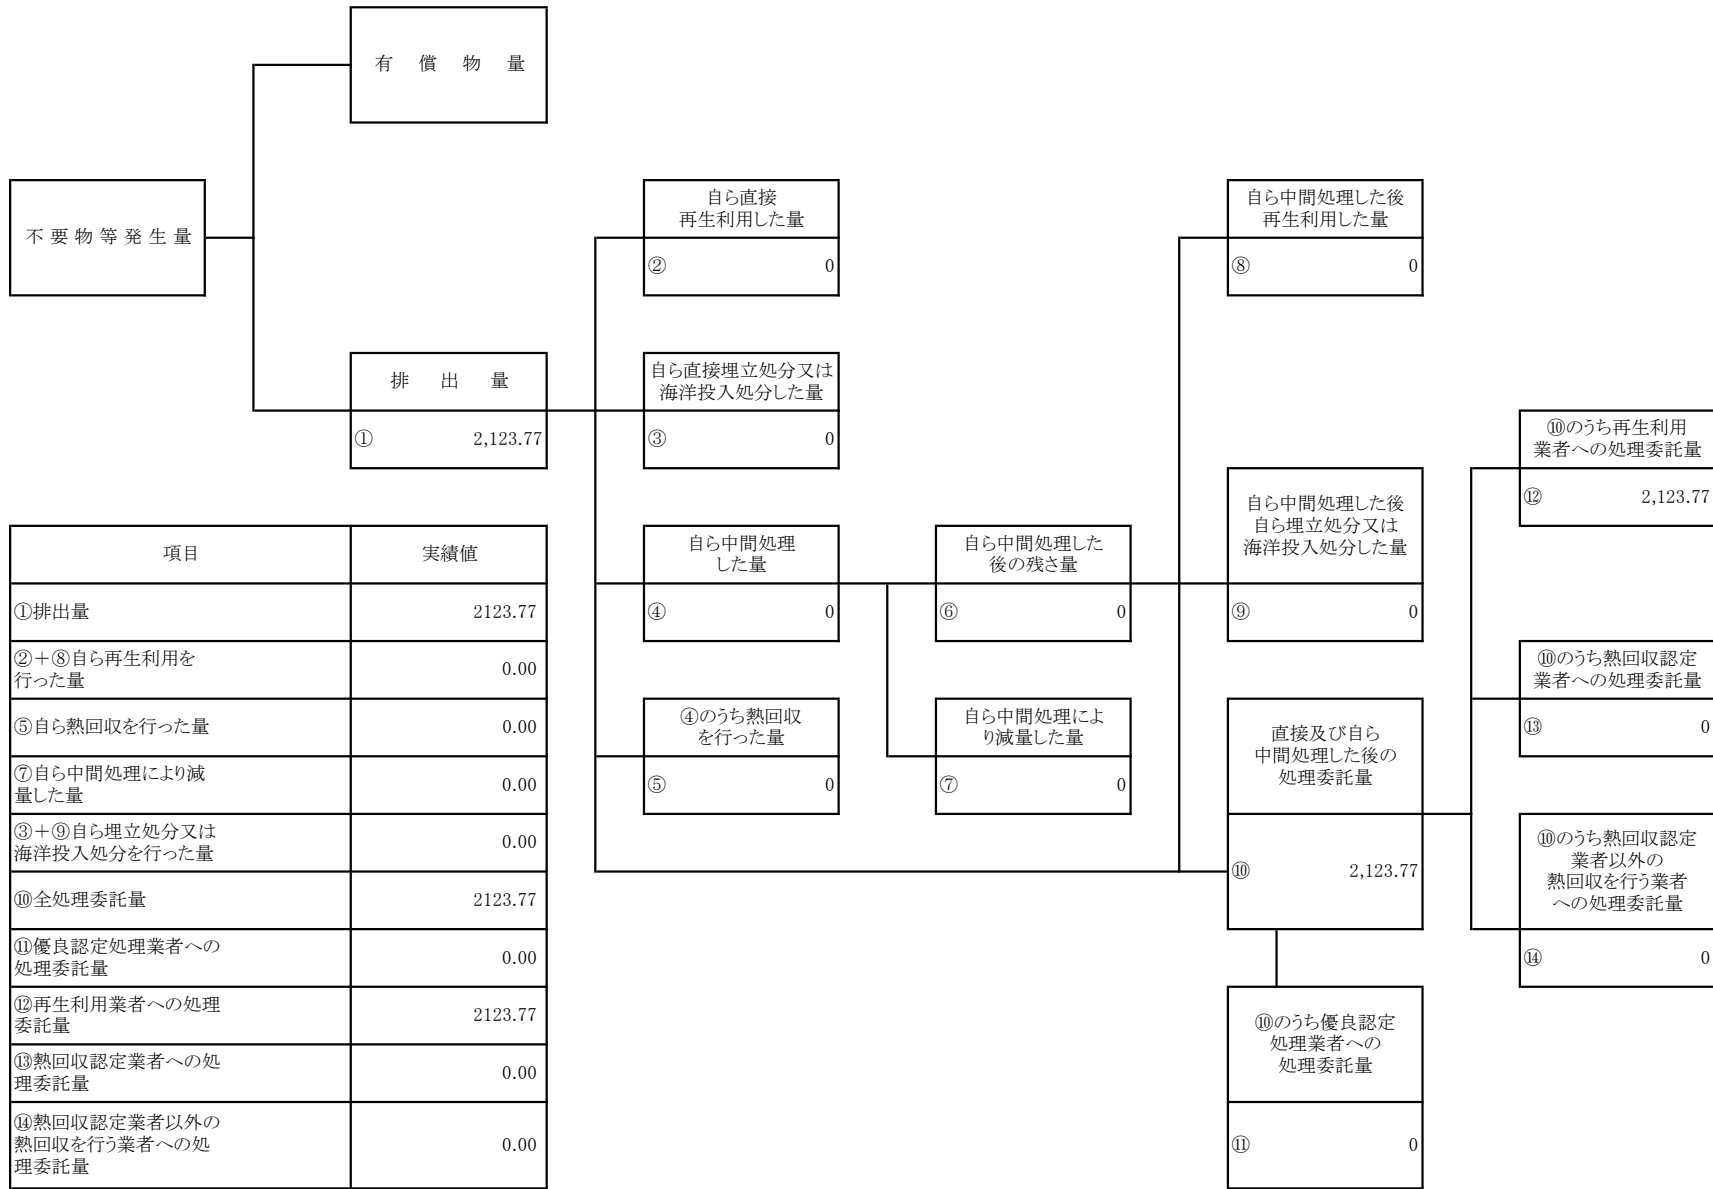 有　償　物　量
不要物等発生量
自ら直接
再生利用した量
② 0
自ら中間処理した後
再生利用した量
⑧ 0
排　出　量
① 2,123.77
自ら直接埋立処分又は
海洋投入処分した量
③ 0
⑩のうち再生利用
業者への処理委託量
⑫ 2,123.77
自ら中間処理
した量
④ 0
自ら中間処理した
後の残さ量
⑥ 0
自ら中間処理した後
自ら埋立処分又は
海洋投入処分した量
⑨ 0
⑩のうち熱回収認定
業者への処理委託量
⑬ 0
④のうち熱回収
を行った量
⑤ 0
自ら中間処理によ
り減量した量
⑦ 0
直接及び自ら
中間処理した後の
処理委託量
⑩ 2,123.77
⑩のうち熱回収認定
業者以外の
熱回収を行う業者
への処理委託量
⑭ 0
⑩のうち優良認定
処理業者への
処理委託量
⑪ 0
項目 実績値
①排出量 2123.77
②＋⑧自ら再生利用を
行った量 0.00
⑤自ら熱回収を行った量 0.00
⑦自ら中間処理により減
量した量 0.00
③＋⑨自ら埋立処分又は
海洋投入処分を行った量 0.00
⑩全処理委託量 2123.77
⑪優良認定処理業者への
処理委託量 0.00
⑫再生利用業者への処理
委託量 2123.77
⑬熱回収認定業者への処
理委託量 0.00
⑭熱回収認定業者以外の
熱回収を行う業者への処
理委託量 0.00